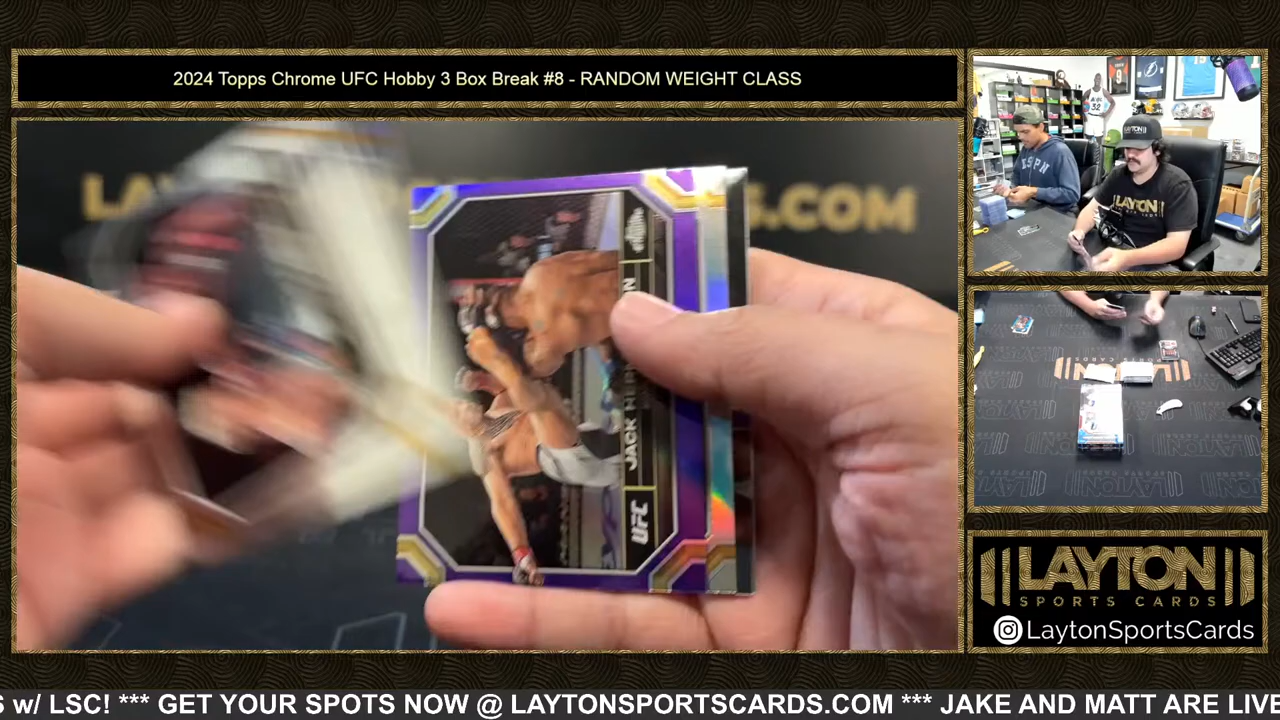 2024 Topps Chrome UFC Hobby 3 Box Break #8 - RANDOM WEIGHT CLASS
S.COM
JACK
UFC
LAYTON
LAYTON
SPORTS CARDS
LaytonSportsCards
S w/ LSC! *** GET YOUR SPOTS NOW @ LAYTONSPORTSCARDS.COM *** JAKE AND MATT ARE LIVE